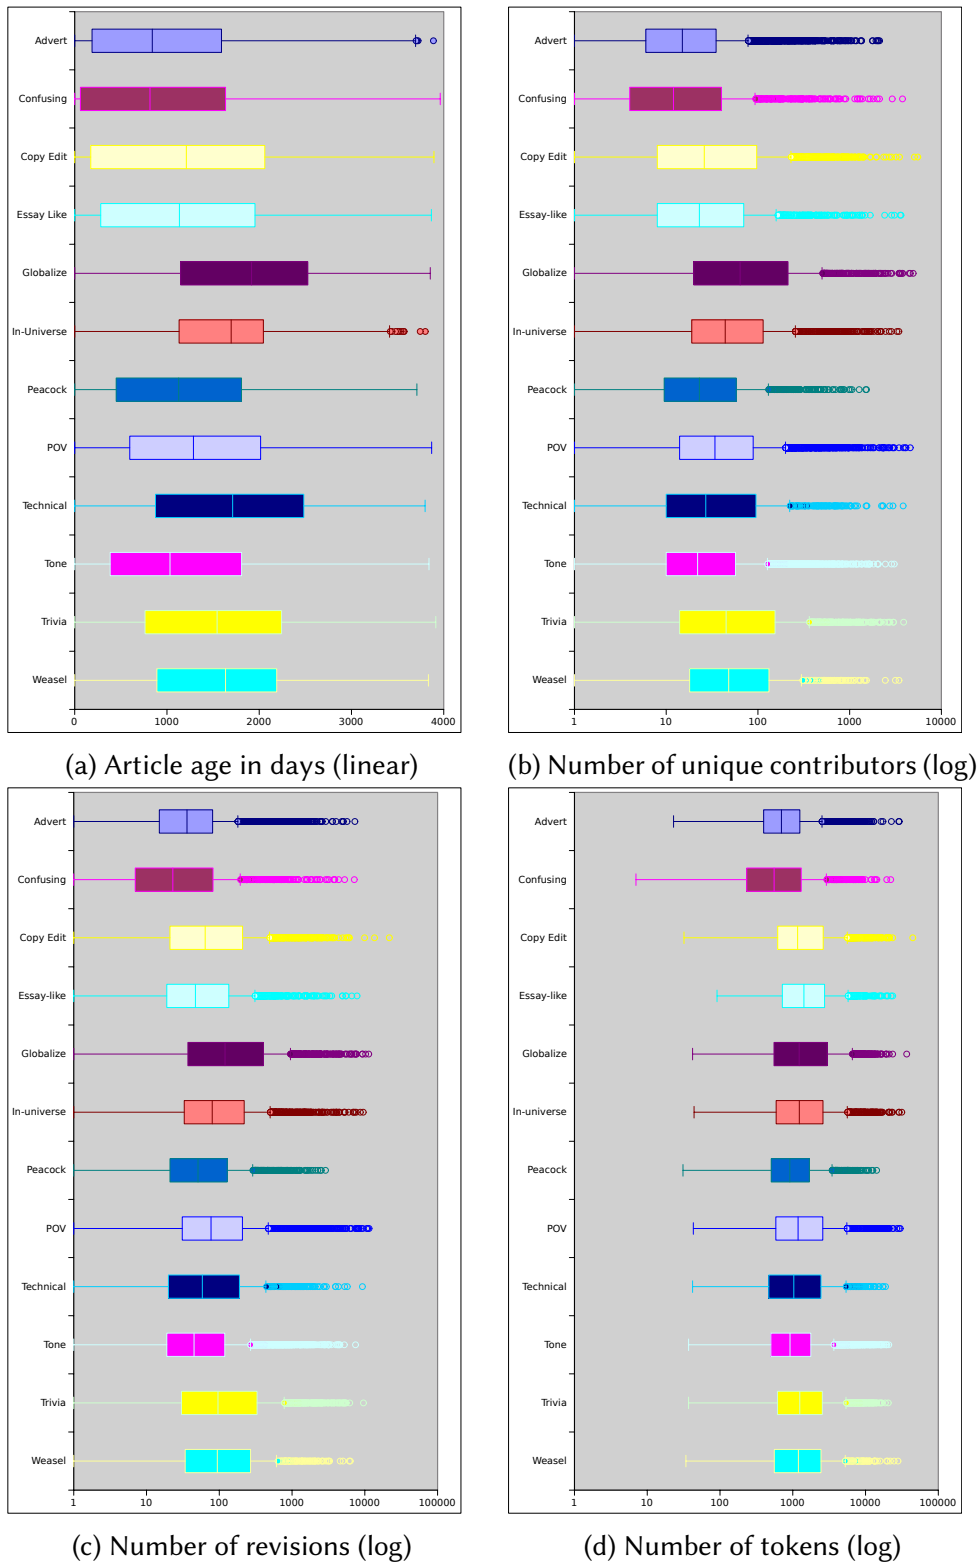 Advert
Confusing
Copy Edit
Essay Like
Globalize
In-Universe
Peacock
POV
Technical
Tone
Trivia
Weasel
0 1000 2000 3000 4000
(a) Article age in days (linear)
Advert
Confusing
Copy Edit
Essay-like
Globalize
In-universe
Peacock
POV
Technical
Tone
Trivia
Weasel
1 10 100 1000 10000
(b) Number of unique contributors (log)
Advert
Confusing
Copy Edit
Essay-like
Globalize
In-universe
Peacock
POV
Technical
Tone
Trivia
Weasel
1 10 100 1000 10000 100000
(c) Number of revisions (log)
Advert
Confusing
Copy Edit
Essay-like
Globalize
In-universe
Peacock
POV
Technical
Tone
Trivia
Weasel
1 10 100 1000 10000 100000
(d) Number of tokens (log)